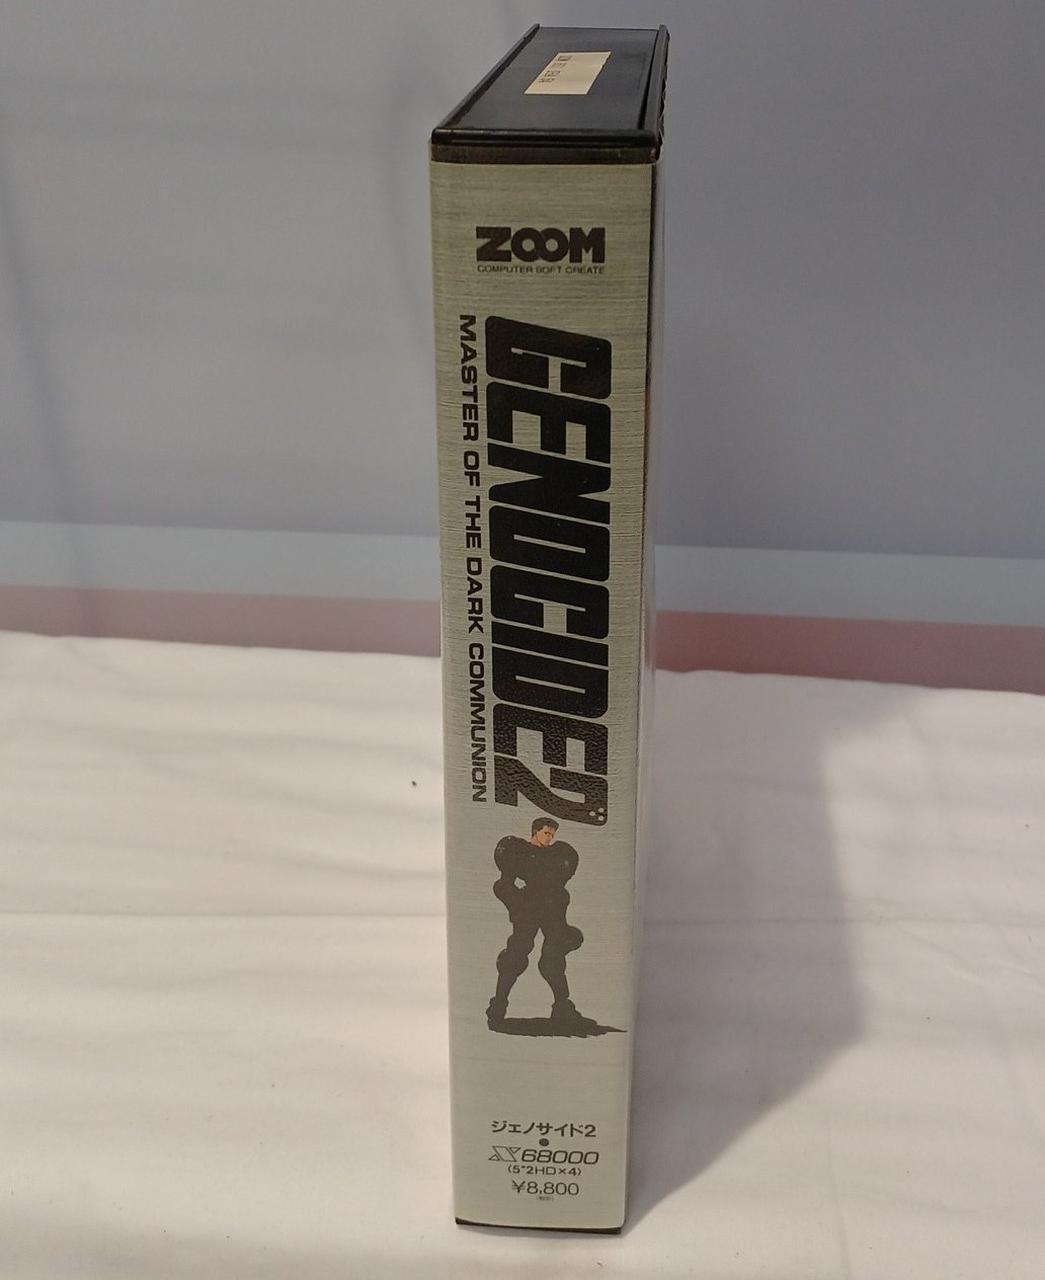 ZOOM
COMPUTER SOFT CREATE
GENOCIDE2
MASTER OF THE DARK COMMUNION
ジェノサイド2
●
X68000
(5"2HD×4)
¥8,800